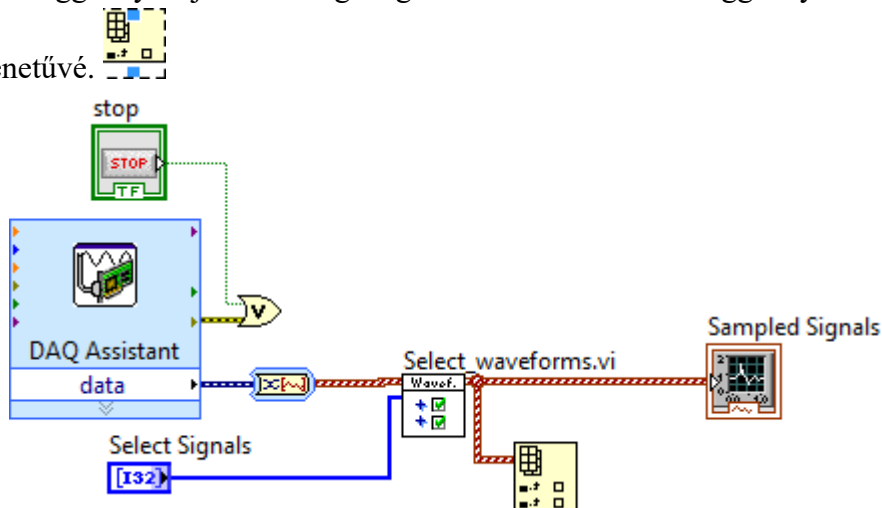 enetűvé.
stop
STOP
TF
V
DAQ Assistant
data
Select Signals
[I32]
Select_waveforms.vi
Wavef.
Sampled Signals